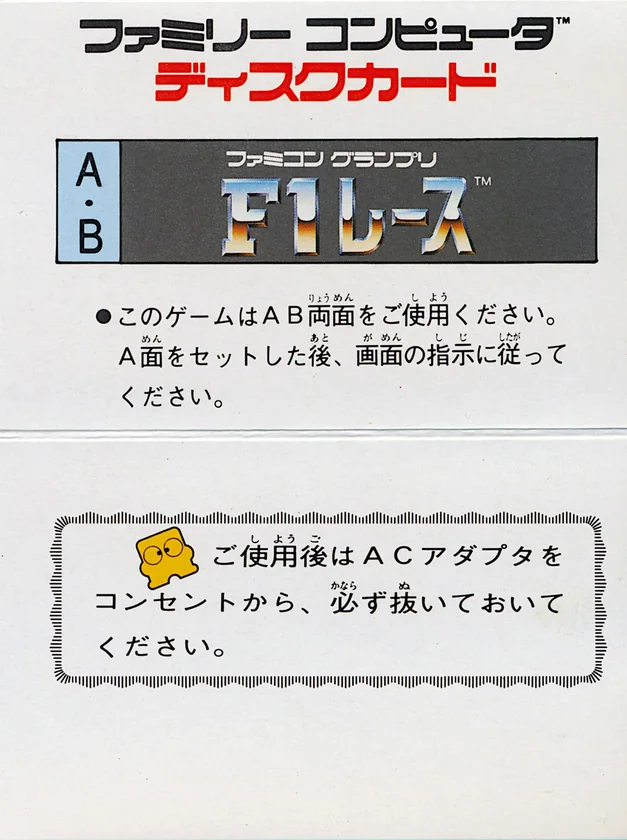 ファミリー コンピュータ™
ディスクカード
A・B
ファミコン グランプリ
F1レース™
●このゲームはAB両面をご使用ください。
A面をセットした後、画面の指示に従って
ください。
ご使用後はACアダプタを
コンセントから、必ず抜いておいて
ください。